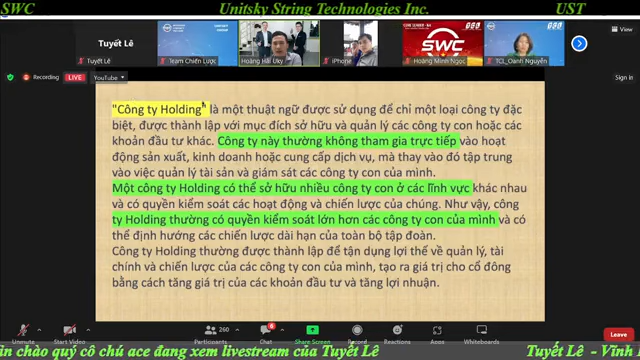 SWC Unitsky String Technologies Inc. UST
View
Tuyết Lê
Tuyết Lê Team Chiến Lược Hoàng Hải Uky iPhone Hoàng Minh Ngọc TCL_Oanh Nguyễn
SWC
Recording LIVE YouTube Sign in
"Công ty Holding" là một thuật ngữ được sử dụng để chỉ một loại công ty đặc
biệt, được thành lập với mục đích sở hữu và quản lý các công ty con hoặc các
khoản đầu tư khác. Công ty này thường không tham gia trực tiếp vào hoạt
động sản xuất, kinh doanh hoặc cung cấp dịch vụ, mà thay vào đó tập trung
vào việc quản lý tài sản và giám sát các công ty con của mình.
Một công ty Holding có thể sở hữu nhiều công ty con ở các lĩnh vực khác nhau
và có quyền kiểm soát các hoạt động và chiến lược của chúng. Như vậy, công
ty Holding thường có quyền kiểm soát lớn hơn các công ty con của mình và có
thể định hướng các chiến lược dài hạn của toàn bộ tập đoàn.
Công ty Holding thường được thành lập để tận dụng lợi thế về quản lý, tài
chính và chiến lược của các công ty con của mình, tạo ra giá trị cho cổ đông
bằng cách tăng giá trị của các khoản đầu tư và tăng lợi nhuận.
Unmute Start Video Participants 260 Chat Share Screen Record Reactions Apps Whiteboards Leave
in chào quý cô chú ace đang xem livestream của Tuyết Lê Tuyết Lê - Vĩnh